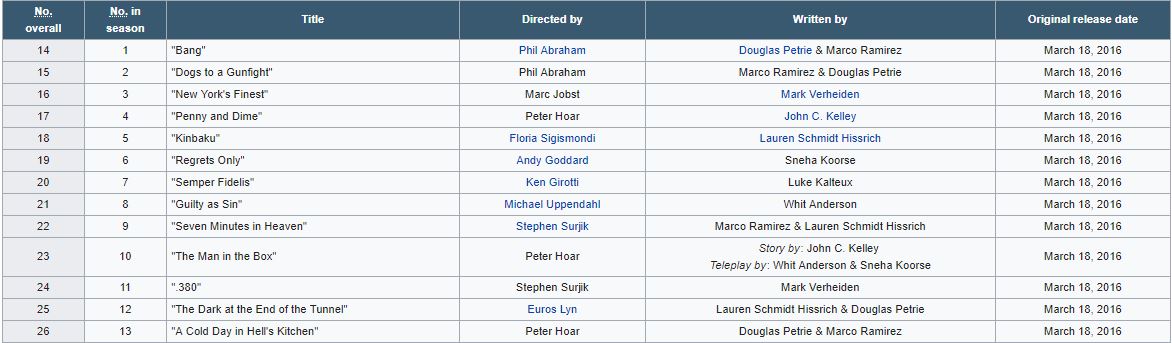 No. overall No. in season Title Directed by Written by Original release date
14 1 "Bang" Phil Abraham Douglas Petrie & Marco Ramirez March 18, 2016
15 2 "Dogs to a Gunfight" Phil Abraham Marco Ramirez & Douglas Petrie March 18, 2016
16 3 "New York's Finest" Marc Jobst Mark Verheiden March 18, 2016
17 4 "Penny and Dime" Peter Hoar John C. Kelley March 18, 2016
18 5 "Kinbaku" Floria Sigismondi Lauren Schmidt Hissrich March 18, 2016
19 6 "Regrets Only" Andy Goddard Sneha Koorse March 18, 2016
20 7 "Semper Fidelis" Ken Girotti Luke Kalteux March 18, 2016
21 8 "Guilty as Sin" Michael Uppendahl Whit Anderson March 18, 2016
22 9 "Seven Minutes in Heaven" Stephen Surjik Marco Ramirez & Lauren Schmidt Hissrich March 18, 2016
23 10 "The Man in the Box" Peter Hoar Story by: John C. Kelley
Teleplay by: Whit Anderson & Sneha Koorse March 18, 2016
24 11 ".380" Stephen Surjik Mark Verheiden March 18, 2016
25 12 "The Dark at the End of the Tunnel" Euros Lyn Lauren Schmidt Hissrich & Douglas Petrie March 18, 2016
26 13 "A Cold Day in Hell's Kitchen" Peter Hoar Douglas Petrie & Marco Ramirez March 18, 2016